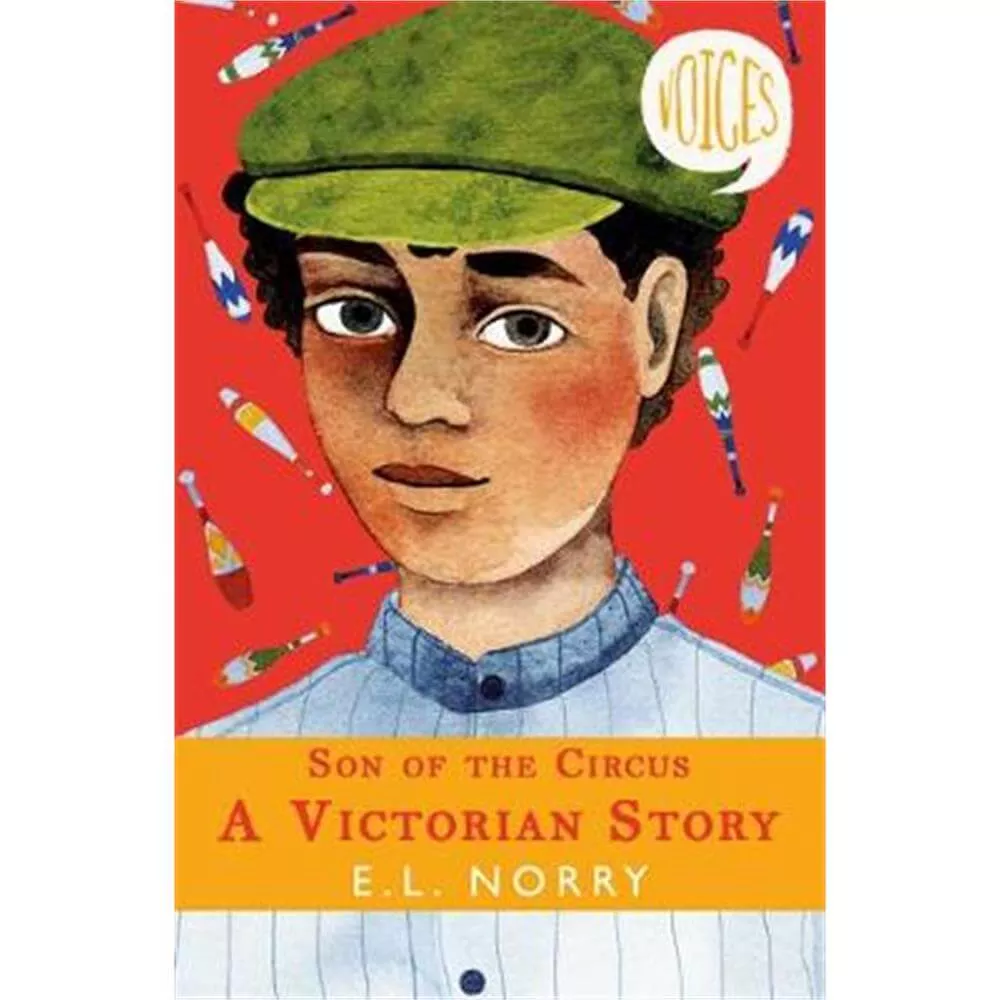 VOICES
SON OF THE CIRCUS
A VICTORIAN STORY
E.L. NORRY